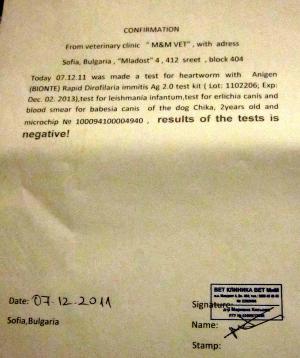 CONFIRMATION
From veterinary clinic " M&M VET" , with adress
Sofia, Bulgaria , "Mladost" 4 , 412 sreet , block 404
Today 07.12.11 was made a test for heartworm with Anigen
(BIONTE) Rapid Dirofilaria immitis Ag 2.0 test kit ( Lot: 1102206; Exp:
Dec. 02. 2013),test for leishmania infantum,test for erlichia canis and
blood smear for babesia canis of the dog Chika, 2years old and
microchip № 100094100004940 , results of the tests is
negative!
Date: 07.12.2011
Sofia,Bulgaria
ВЕТ КЛИНИКА ВЕТ МиМ
Signature:
Name:
Stamp: